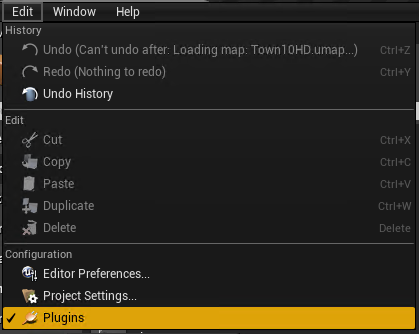 Edit Window Help
History
Undo (Can't undo after: Loading map: Town10HD.umap...) Ctrl+Z
Redo (Nothing to redo) Ctrl+Y
Undo History
Edit
Cut Ctrl+X
Copy Ctrl+C
Paste Ctrl+V
Duplicate Ctrl+W
Delete Delete
Configuration
Editor Preferences...
Project Settings...
Plugins